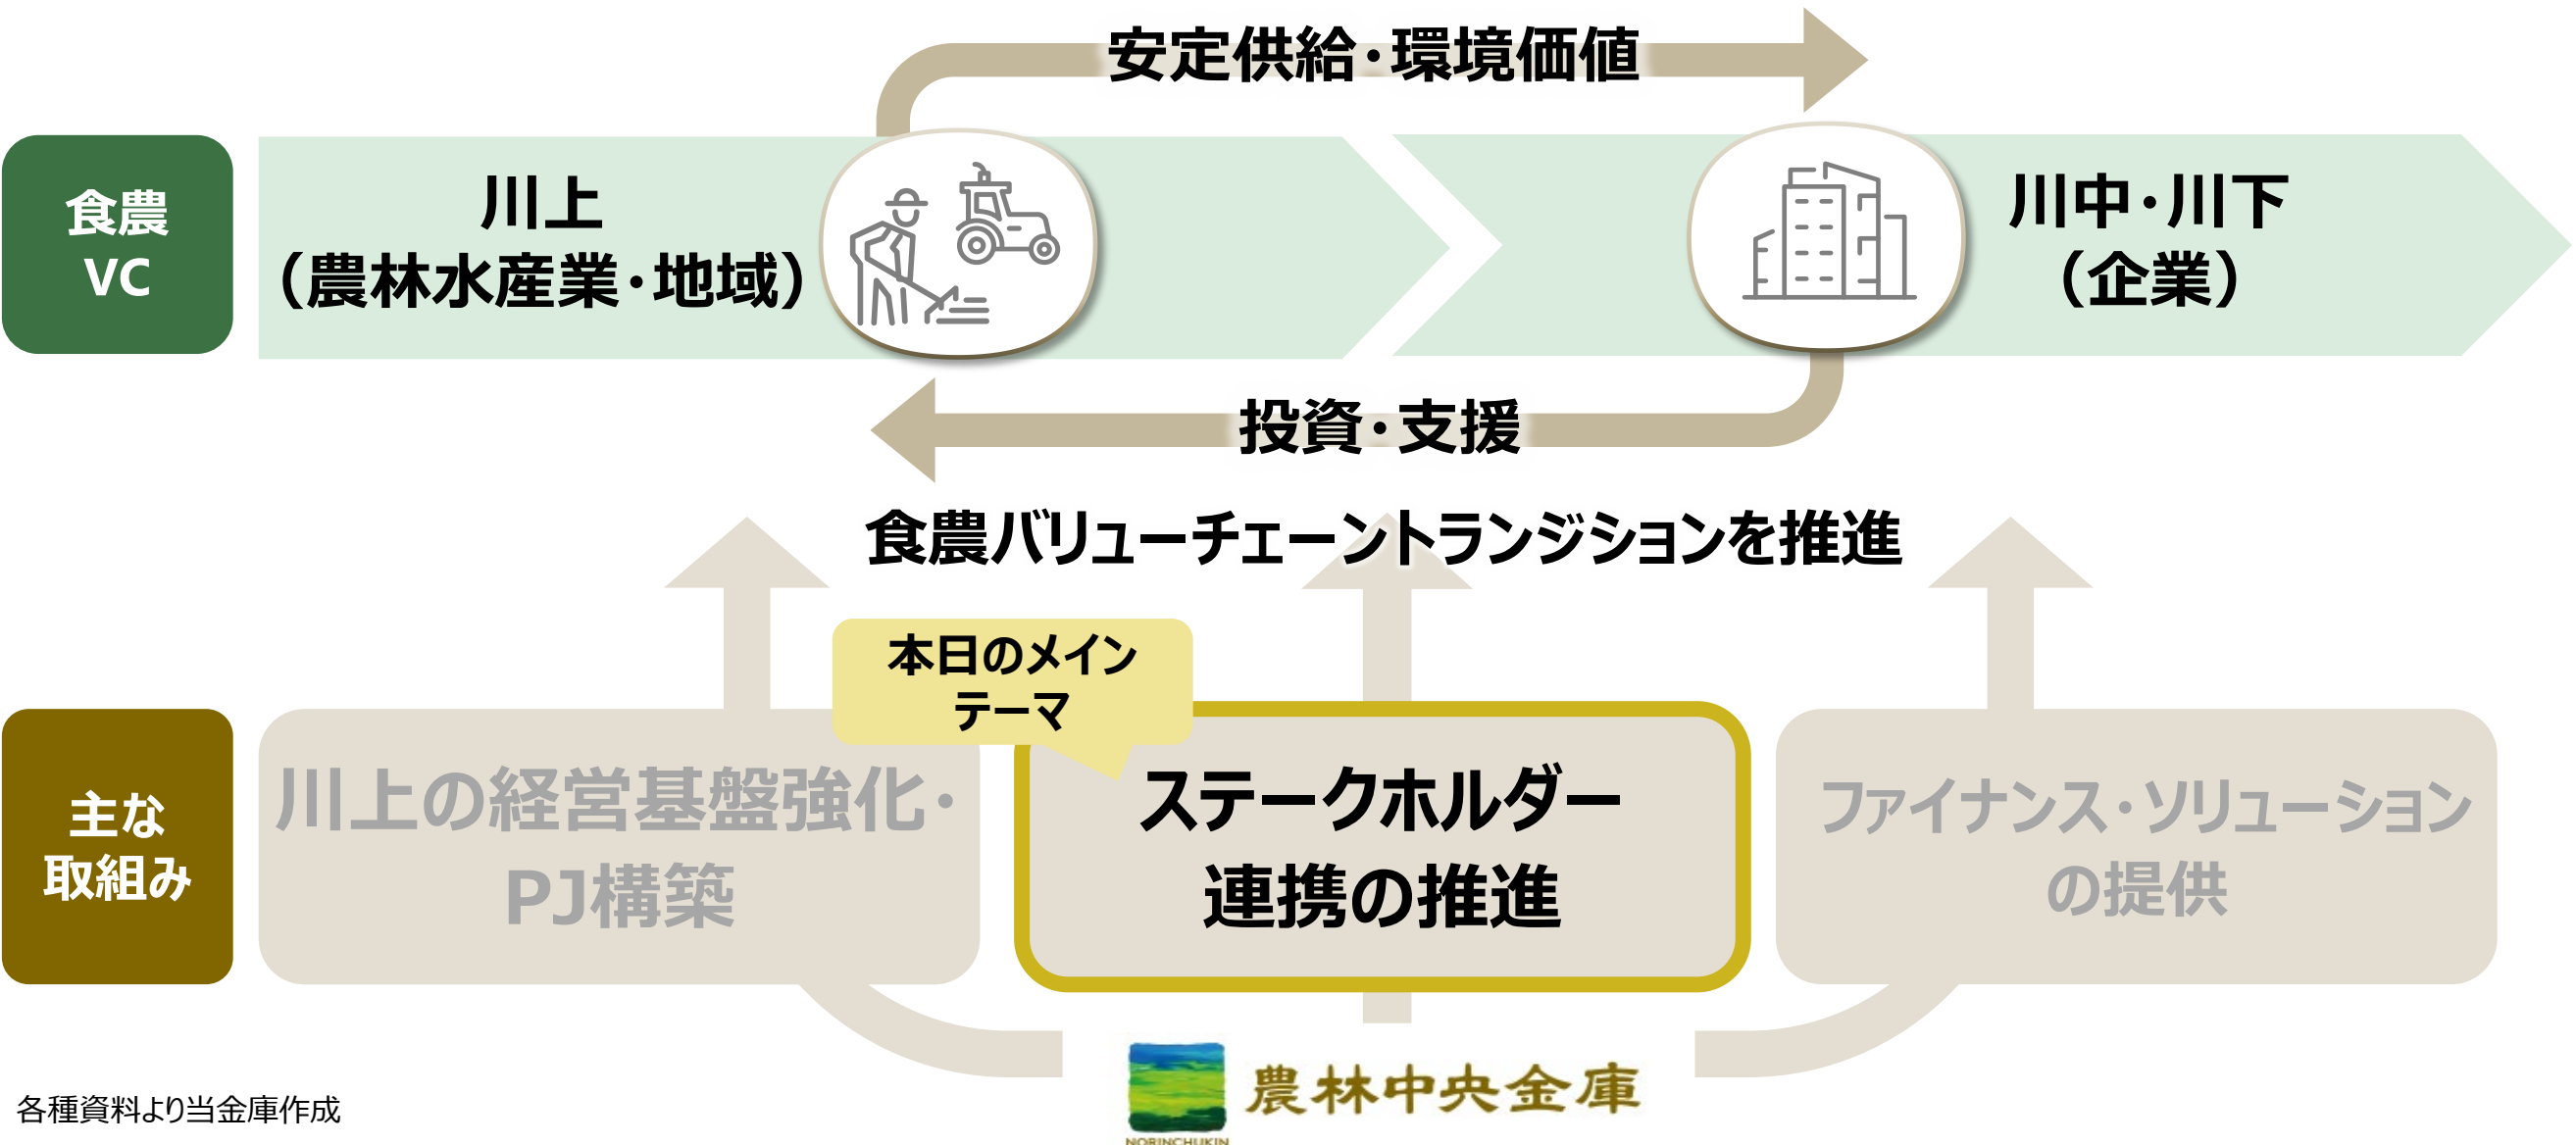 安定供給・環境価値
食農
VC
川上
（農林水産業・地域）
川中・川下
（企業）
投資・支援
食農バリューチェーントランジションを推進
本日のメイン
テーマ
主な
取組み
川上の経営基盤強化・
PJ構築
ステークホルダー
連携の推進
ファイナンス・ソリューション
の提供
農林中央金庫
NORINCHUKIN
各種資料より当金庫作成